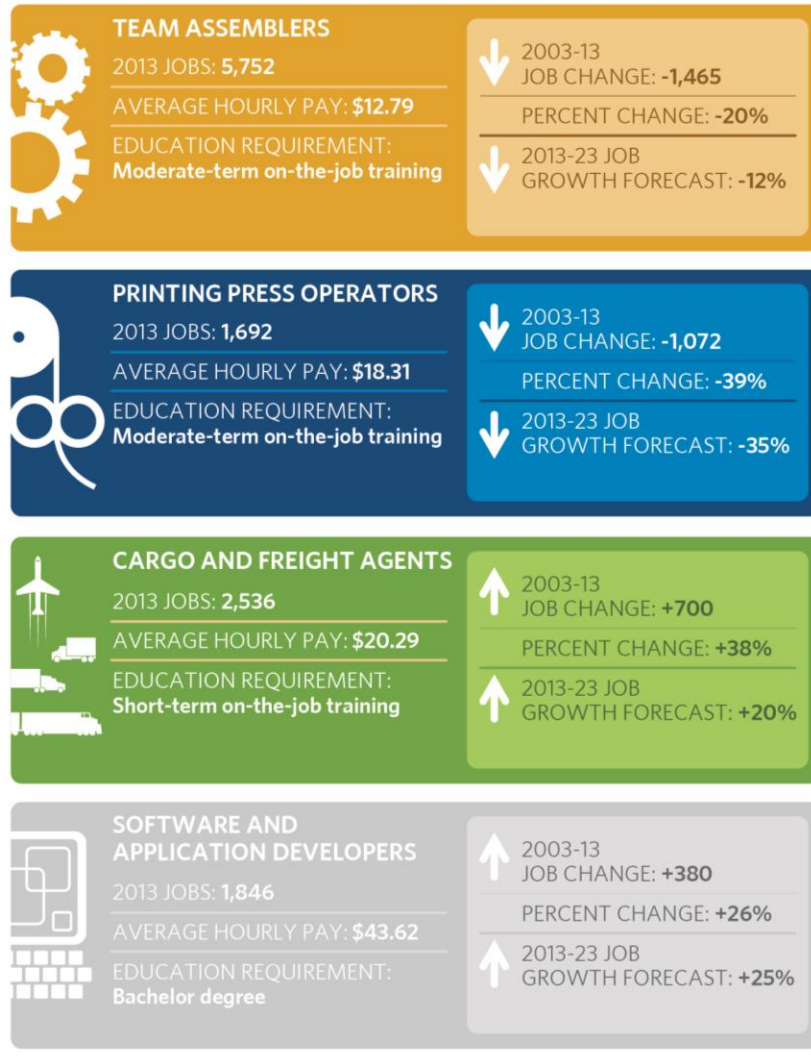 TEAM ASSEMBLERS
2013 JOBS: 5,752
AVERAGE HOURLY PAY: $12.79
EDUCATION REQUIREMENT:
Moderate-term on-the-job training
2003-13
JOB CHANGE: -1,465
PERCENT CHANGE: -20%
2013-23 JOB
GROWTH FORECAST: -12%
PRINTING PRESS OPERATORS
2013 JOBS: 1,692
AVERAGE HOURLY PAY: $18.31
EDUCATION REQUIREMENT:
Moderate-term on-the-job training
2003-13
JOB CHANGE: -1,072
PERCENT CHANGE: -39%
2013-23 JOB
GROWTH FORECAST: -35%
CARGO AND FREIGHT AGENTS
2013 JOBS: 2,536
AVERAGE HOURLY PAY: $20.29
EDUCATION REQUIREMENT:
Short-term on-the-job training
2003-13
JOB CHANGE: +700
PERCENT CHANGE: +38%
2013-23 JOB
GROWTH FORECAST: +20%
SOFTWARE AND
APPLICATION DEVELOPERS
2013 JOBS: 1,846
AVERAGE HOURLY PAY: $43.62
EDUCATION REQUIREMENT:
Bachelor degree
2003-13
JOB CHANGE: +380
PERCENT CHANGE: +26%
2013-23 JOB
GROWTH FORECAST: +25%